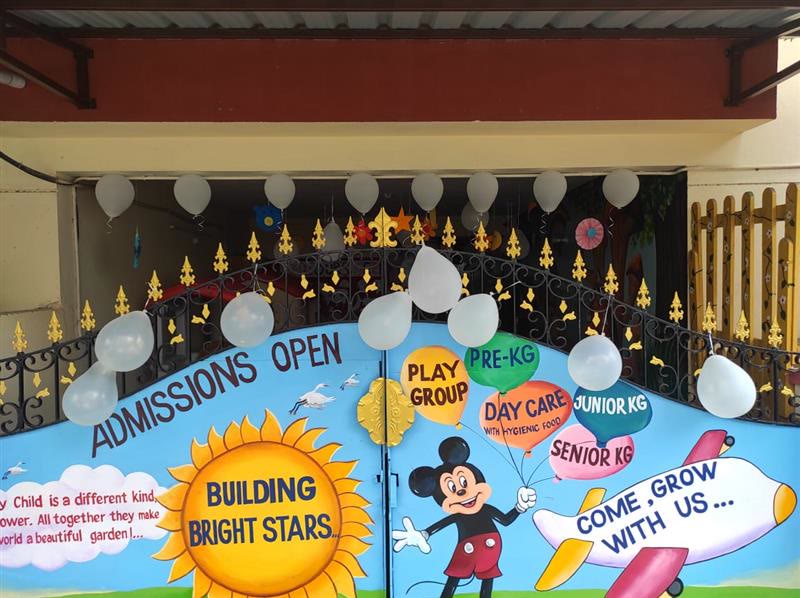 ADMISSIONS OPEN
PLAY
GROUP
PRE-KG
DAY CARE
WITH HYGIENIC FOOD
JUNIOR KG
SENIOR KG
y Child is a different kind,
ower. All together they make
world a beautiful garden!...
BUILDING
BRIGHT STARS...
COME, GROW
WITH US...